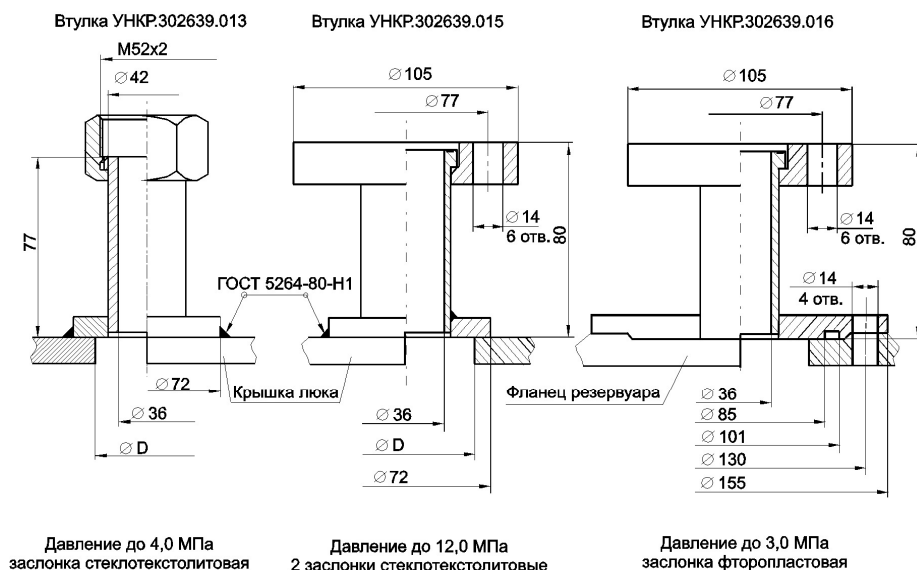 Втулка УНКР.302639.013
Втулка УНКР.302639.015
Втулка УНКР.302639.016
M52x2
∅ 42
77
∅ 72
∅ 36
∅ D
ГОСТ 5264-80-Н1
Крышка люка
∅ 105
∅ 77
∅ 14
6 отв.
80
∅ 36
∅ D
∅ 72
∅ 105
∅ 77
∅ 14
6 отв.
80
∅ 14
4 отв.
Фланец резервуара
∅ 36
∅ 85
∅ 101
∅ 130
∅ 155
Давление до 4,0 МПа
заслонка стеклотекстолитовая
Давление до 12,0 МПа
2 заслонки стеклотекстолитовые
Давление до 3,0 МПа
заслонка фторопластовая